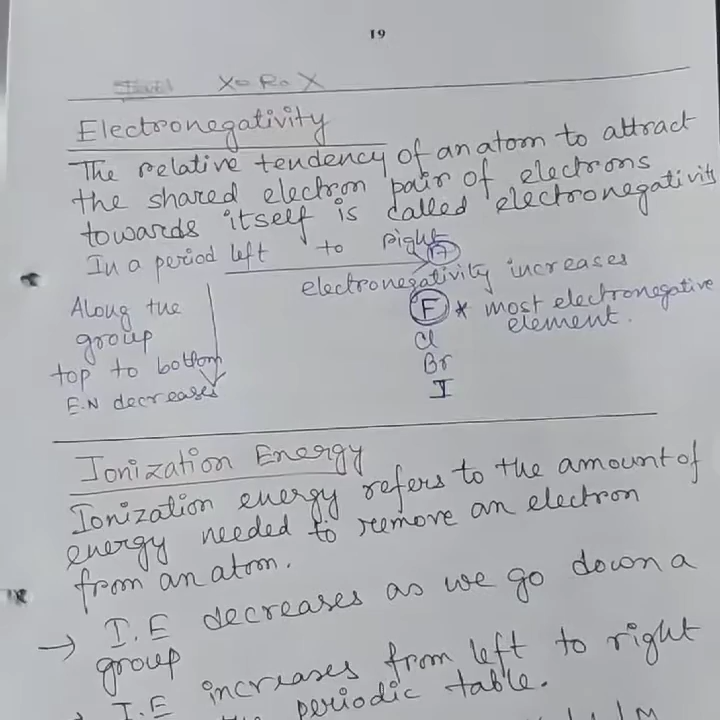 19
X- R- X
Electronegativity
The relative tendency of an atom to attract
the shared electron pair of electrons
towards itself is called electronegativity
In a period left to right
17
electronegativity increases
Along the
group
top to bottom
E.N decreases
F * most electronegative
element.
Cl
Br
I
Ionization Energy
Ionization energy refers to the amount of
energy needed to remove an electron
from an atom.
→ I.E decreases as we go down a
group
I.E increases from left to right
the periodic table.